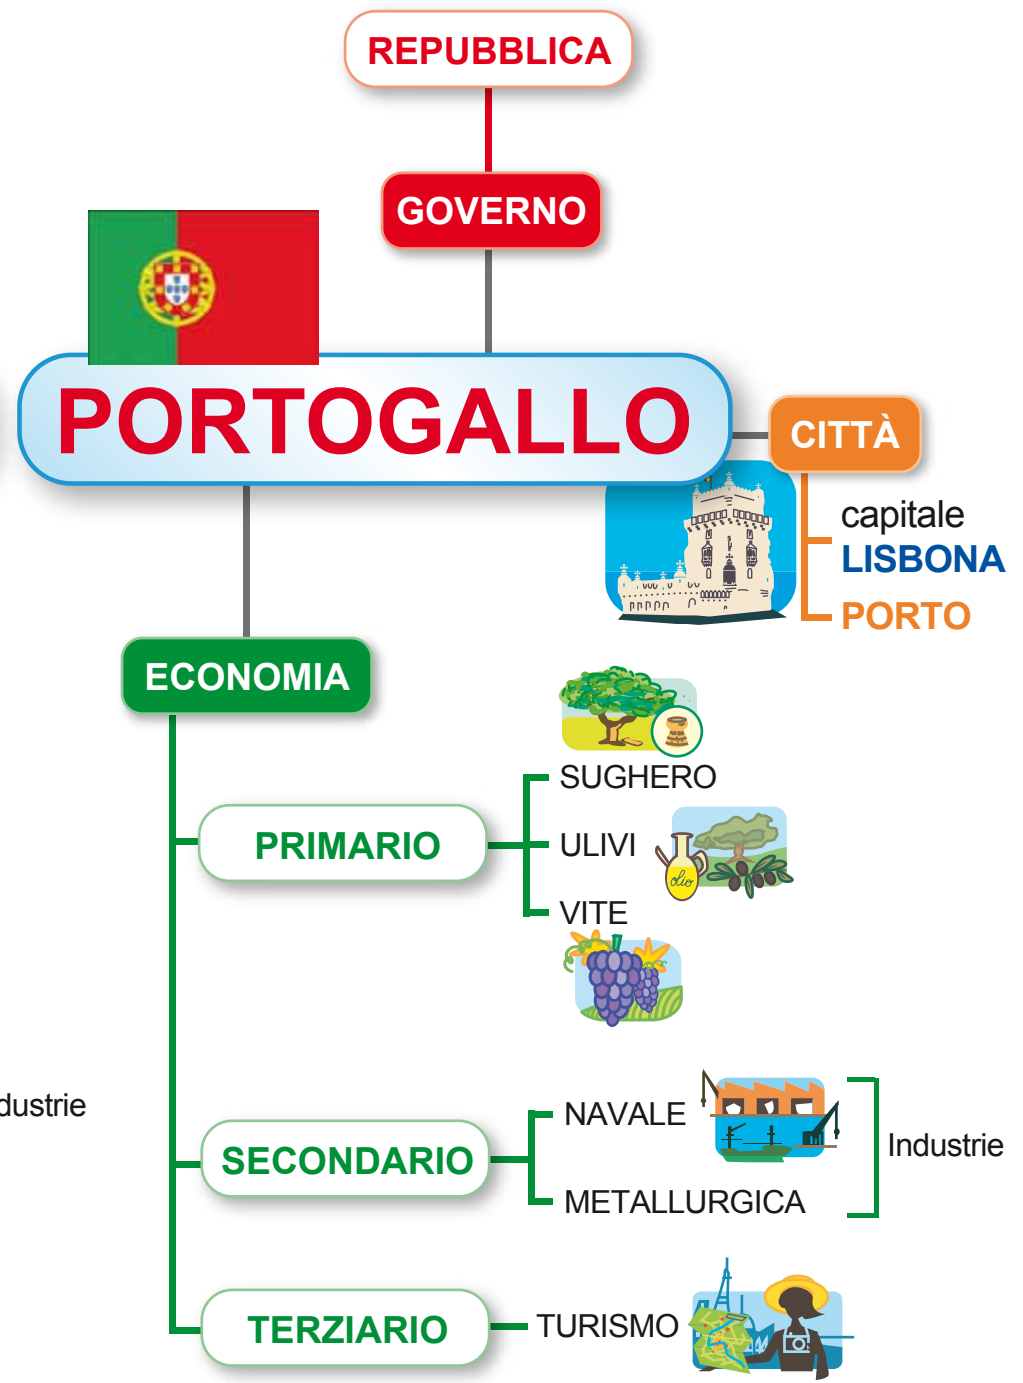 REPUBBLICA
GOVERNO
PORTOGALLO
CITTÀ
capitale
LISBONA
PORTO
ECONOMIA
SUGHERO
PRIMARIO
ULIVI
olio
VITE
dustrie
NAVALE
Industrie
SECONDARIO
METALLURGICA
TERZIARIO
TURISMO